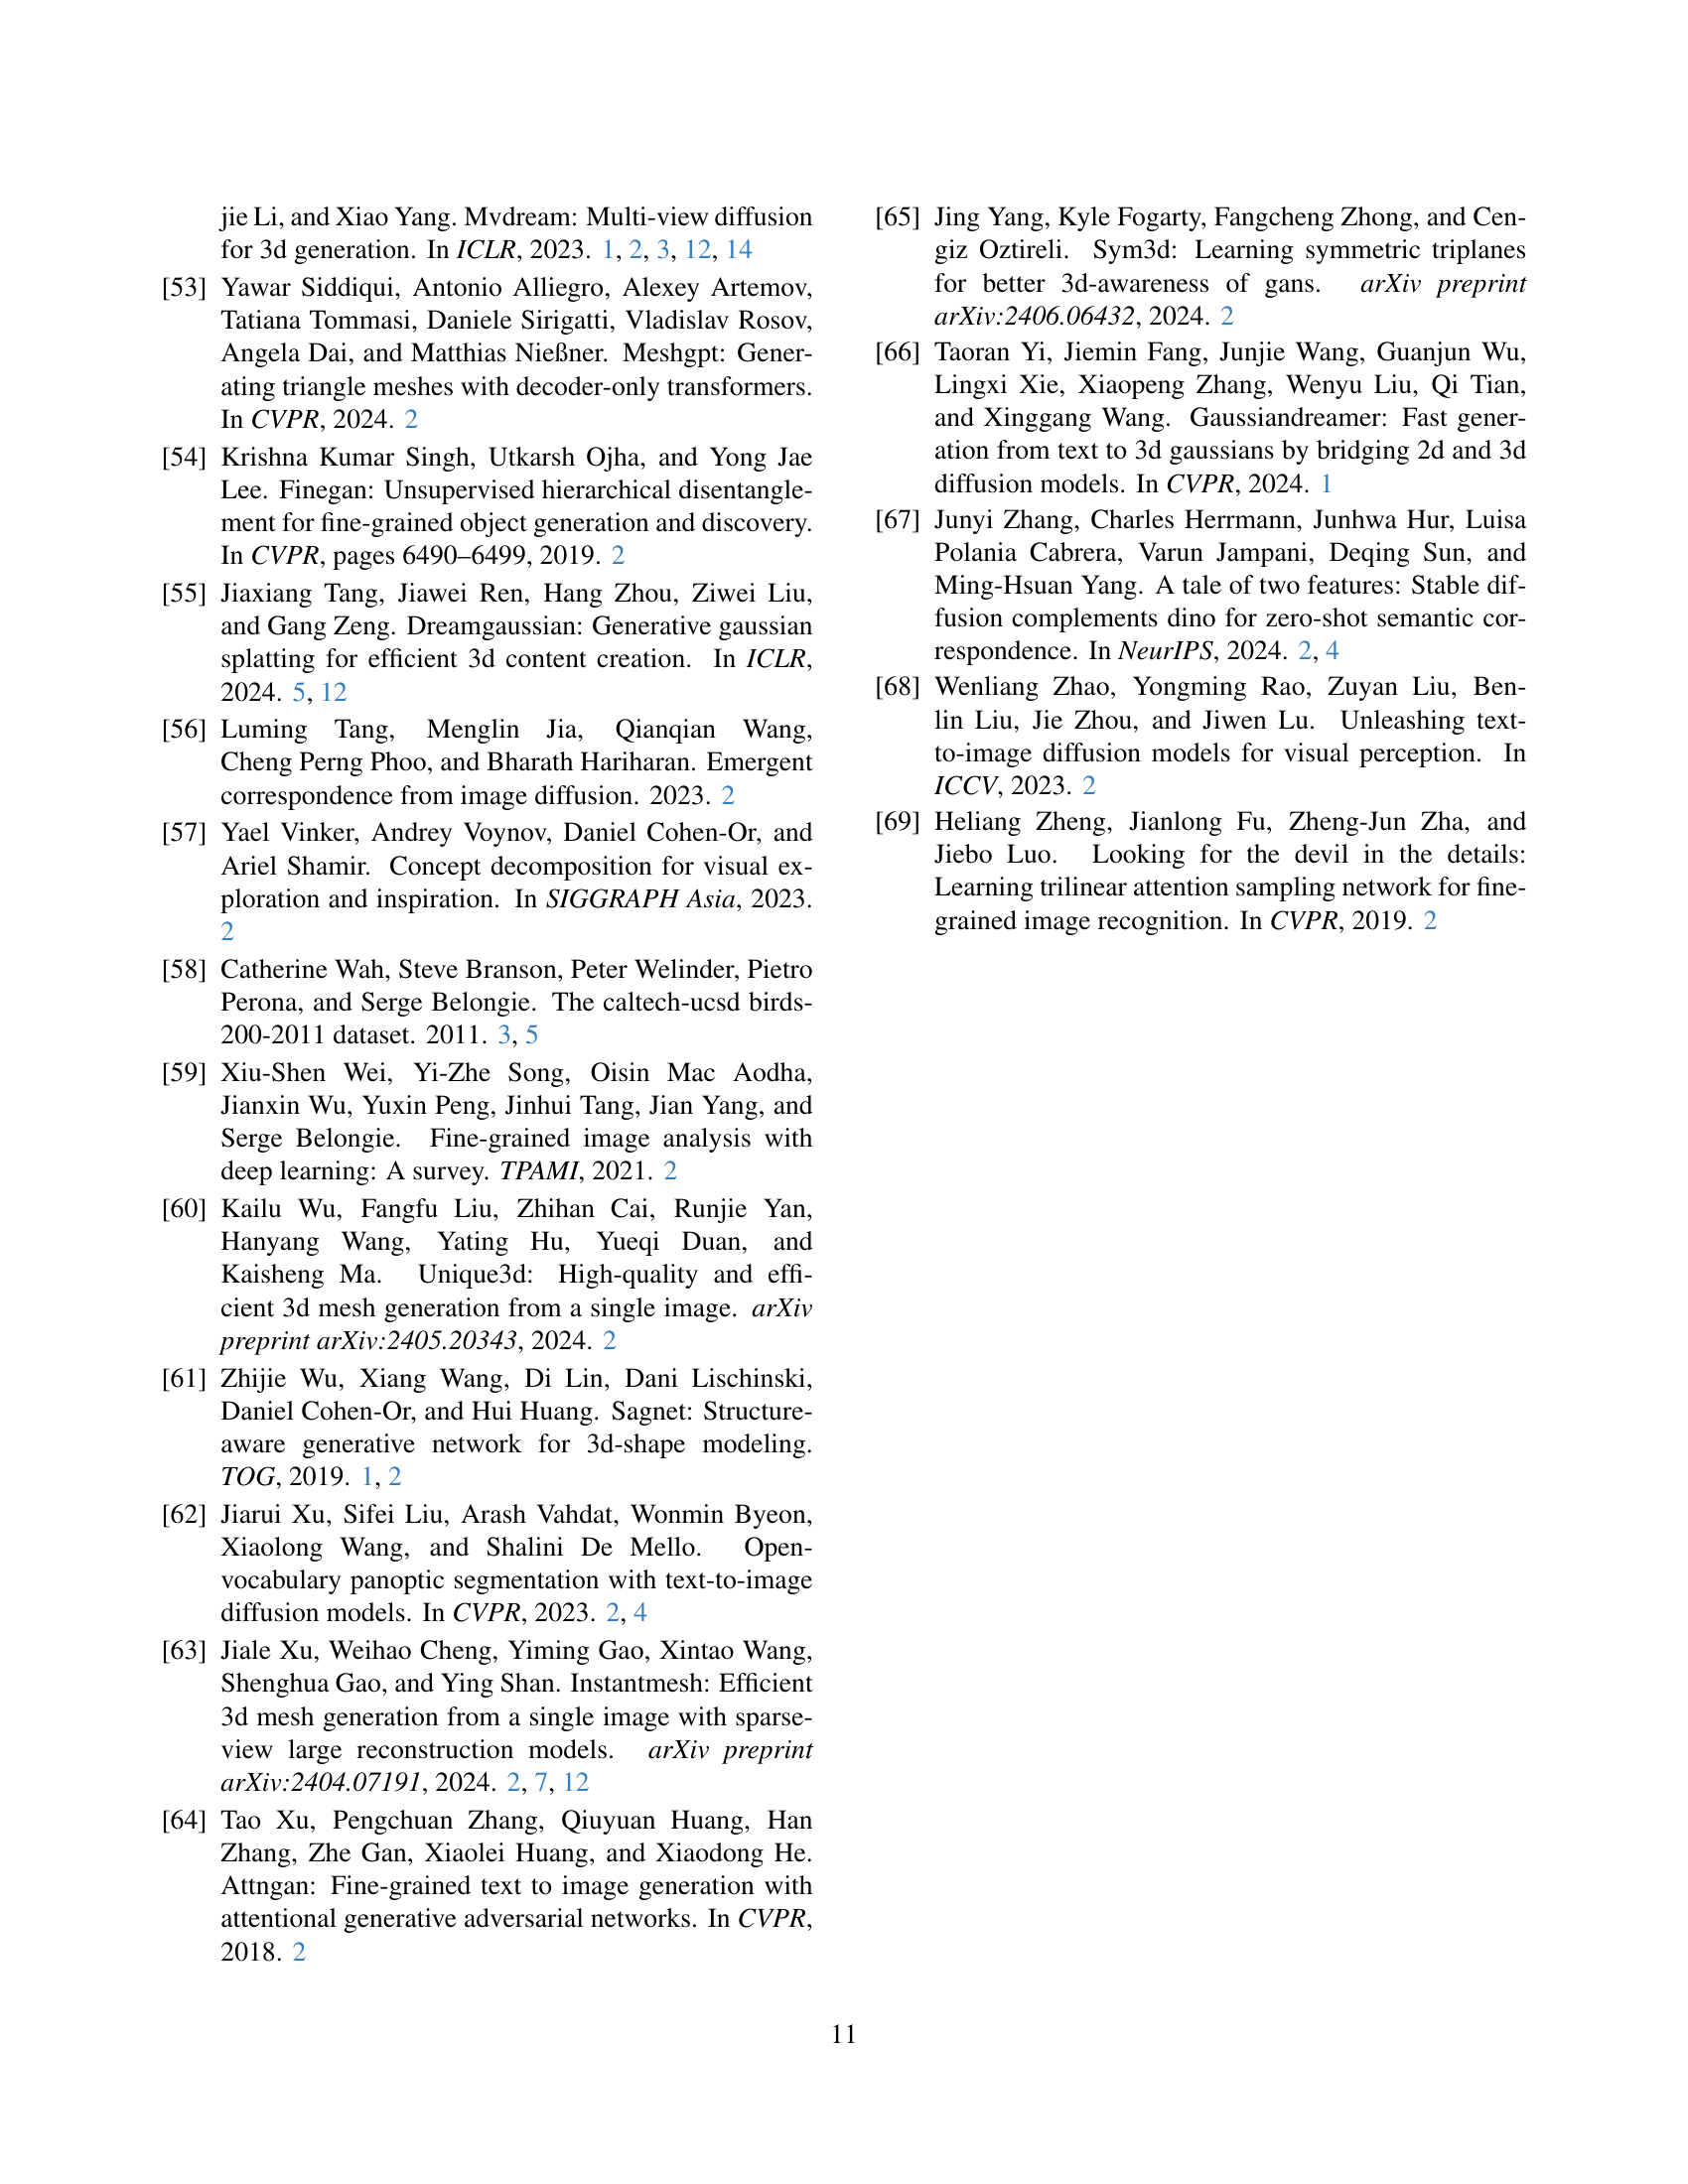 jie Li, and Xiao Yang. Mvdream: Multi-view diffusion
for 3d generation. In ICLR, 2023. 1, 2, 3, 12, 14
[53] Yawar Siddiqui, Antonio Alliegro, Alexey Artemov,
Tatiana Tommasi, Daniele Sirigatti, Vladislav Rosov,
Angela Dai, and Matthias Nießner. Meshgpt: Gener-
ating triangle meshes with decoder-only transformers.
In CVPR, 2024. 2
[54] Krishna Kumar Singh, Utkarsh Ojha, and Yong Jae
Lee. Finegan: Unsupervised hierarchical disentangle-
ment for fine-grained object generation and discovery.
In CVPR, pages 6490–6499, 2019. 2
[55] Jiaxiang Tang, Jiawei Ren, Hang Zhou, Ziwei Liu,
and Gang Zeng. Dreamgaussian: Generative gaussian
splatting for efficient 3d content creation. In ICLR,
2024. 5, 12
[56] Luming Tang, Menglin Jia, Qianqian Wang,
Cheng Perng Phoo, and Bharath Hariharan. Emergent
correspondence from image diffusion. 2023. 2
[57] Yael Vinker, Andrey Voynov, Daniel Cohen-Or, and
Ariel Shamir. Concept decomposition for visual ex-
ploration and inspiration. In SIGGRAPH Asia, 2023.
2
[58] Catherine Wah, Steve Branson, Peter Welinder, Pietro
Perona, and Serge Belongie. The caltech-ucsd birds-
200-2011 dataset. 2011. 3, 5
[59] Xiu-Shen Wei, Yi-Zhe Song, Oisin Mac Aodha,
Jianxin Wu, Yuxin Peng, Jinhui Tang, Jian Yang, and
Serge Belongie. Fine-grained image analysis with
deep learning: A survey. TPAMI, 2021. 2
[60] Kailu Wu, Fangfu Liu, Zhihan Cai, Runjie Yan,
Hanyang Wang, Yating Hu, Yueqi Duan, and
Kaisheng Ma. Unique3d: High-quality and effi-
cient 3d mesh generation from a single image. arXiv
preprint arXiv:2405.20343, 2024. 2
[61] Zhijie Wu, Xiang Wang, Di Lin, Dani Lischinski,
Daniel Cohen-Or, and Hui Huang. Sagnet: Structure-
aware generative network for 3d-shape modeling.
TOG, 2019. 1, 2
[62] Jiarui Xu, Sifei Liu, Arash Vahdat, Wonmin Byeon,
Xiaolong Wang, and Shalini De Mello. Open-
vocabulary panoptic segmentation with text-to-image
diffusion models. In CVPR, 2023. 2, 4
[63] Jiale Xu, Weihao Cheng, Yiming Gao, Xintao Wang,
Shenghua Gao, and Ying Shan. Instantmesh: Efficient
3d mesh generation from a single image with sparse-
view large reconstruction models. arXiv preprint
arXiv:2404.07191, 2024. 2, 7, 12
[64] Tao Xu, Pengchuan Zhang, Qiuyuan Huang, Han
Zhang, Zhe Gan, Xiaolei Huang, and Xiaodong He.
Attngan: Fine-grained text to image generation with
attentional generative adversarial networks. In CVPR,
2018. 2
[65] Jing Yang, Kyle Fogarty, Fangcheng Zhong, and Cen-
giz Oztireli. Sym3d: Learning symmetric triplanes
for better 3d-awareness of gans. arXiv preprint
arXiv:2406.06432, 2024. 2
[66] Taoran Yi, Jiemin Fang, Junjie Wang, Guanjun Wu,
Lingxi Xie, Xiaopeng Zhang, Wenyu Liu, Qi Tian,
and Xinggang Wang. Gaussiandreamer: Fast gener-
ation from text to 3d gaussians by bridging 2d and 3d
diffusion models. In CVPR, 2024. 1
[67] Junyi Zhang, Charles Herrmann, Junhwa Hur, Luisa
Polania Cabrera, Varun Jampani, Deqing Sun, and
Ming-Hsuan Yang. A tale of two features: Stable dif-
fusion complements dino for zero-shot semantic cor-
respondence. In NeurIPS, 2024. 2, 4
[68] Wenliang Zhao, Yongming Rao, Zuyan Liu, Ben-
lin Liu, Jie Zhou, and Jiwen Lu. Unleashing text-
to-image diffusion models for visual perception. In
ICCV, 2023. 2
[69] Heliang Zheng, Jianlong Fu, Zheng-Jun Zha, and
Jiebo Luo. Looking for the devil in the details:
Learning trilinear attention sampling network for fine-
grained image recognition. In CVPR, 2019. 2
11